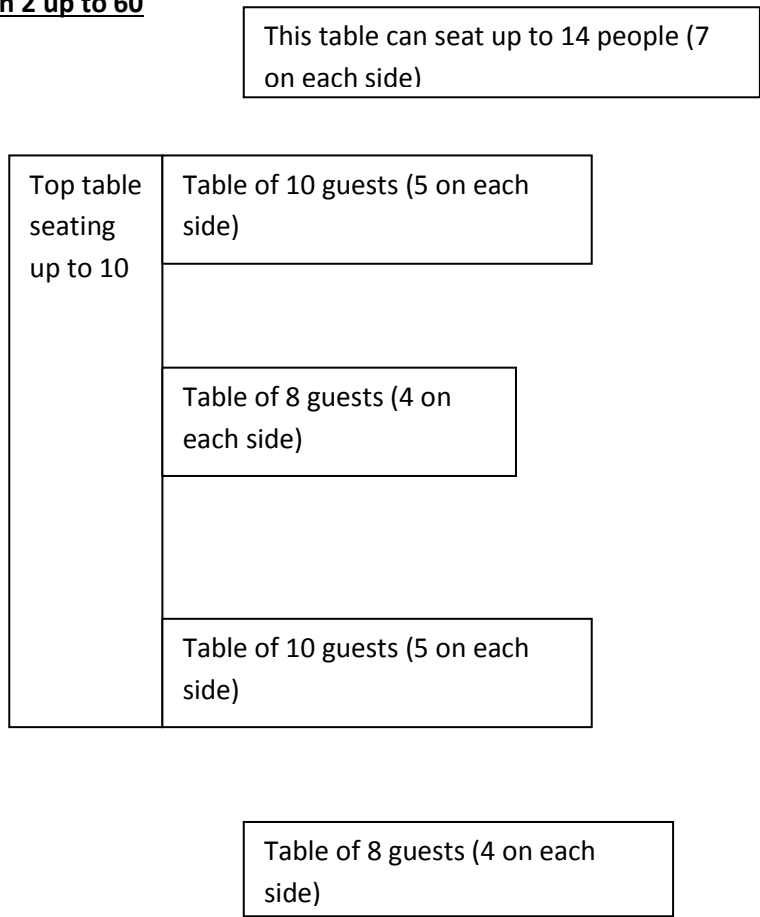 2 up to 60
This table can seat up to 14 people (7
on each side)
Top table
seating
up to 10
Table of 10 guests (5 on each
side)
Table of 8 guests (4 on
each side)
Table of 10 guests (5 on each
side)
Table of 8 guests (4 on each
side)